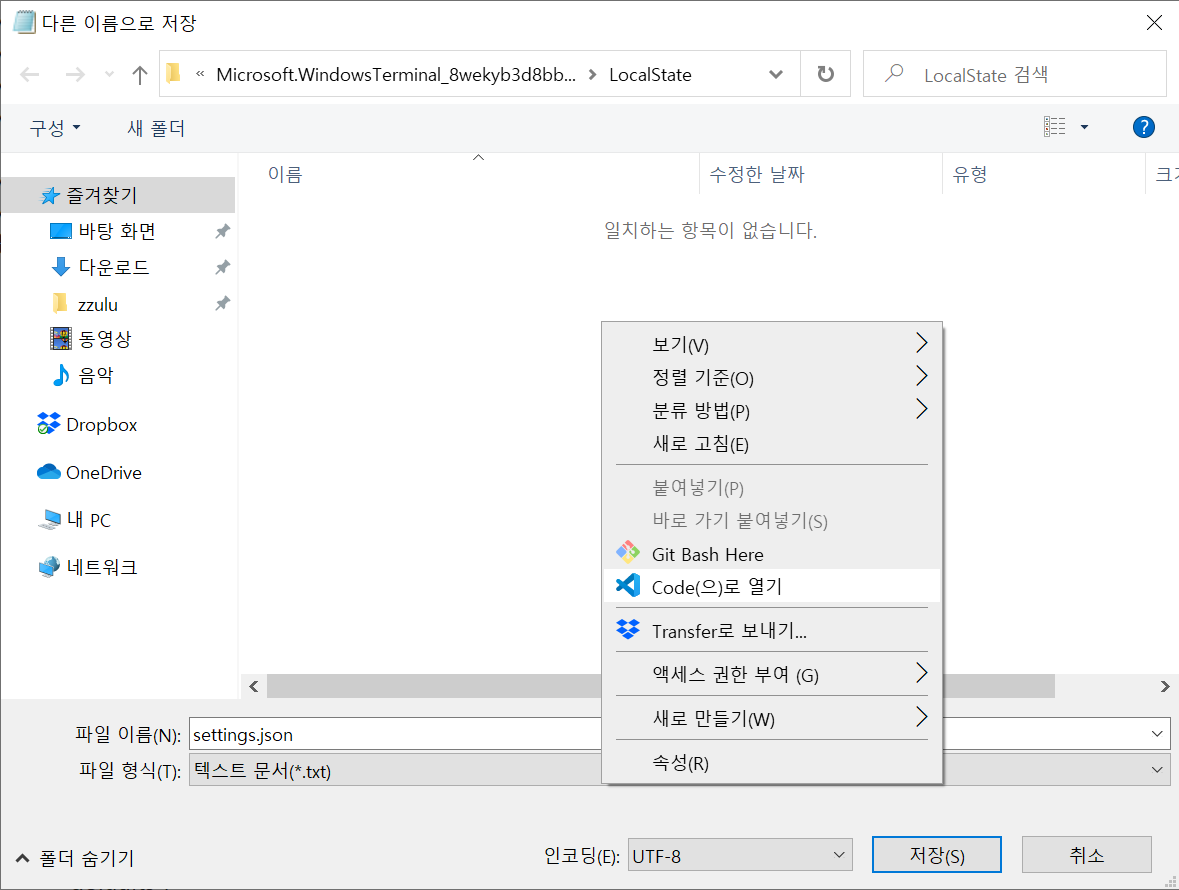 다른 이름으로 저장
« Microsoft.WindowsTerminal_8wekyb3d8bb... > LocalState
LocalState 검색
구성
새 폴더
이름
수정한 날짜
유형
일치하는 항목이 없습니다.
즐겨찾기
바탕 화면
다운로드
zzulu
동영상
음악
Dropbox
OneDrive
내 PC
네트워크
보기(V)
정렬 기준(O)
분류 방법(P)
새로 고침(E)
붙여넣기(P)
바로 가기 붙여넣기(S)
Git Bash Here
Code(으)로 열기
Transfer로 보내기...
액세스 권한 부여 (G)
새로 만들기(W)
속성(R)
파일 이름(N): settings.json
파일 형식(T): 텍스트 문서(*.txt)
폴더 숨기기
인코딩(E): UTF-8
저장(S)
취소